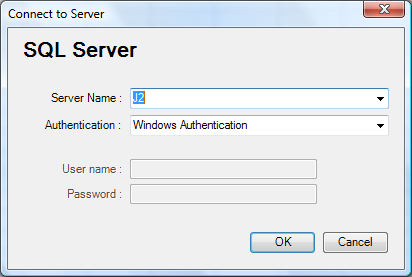 Connect to Server
SQL Server
Server Name : J2
Authentication : Windows Authentication
User name :
Password :
OK Cancel